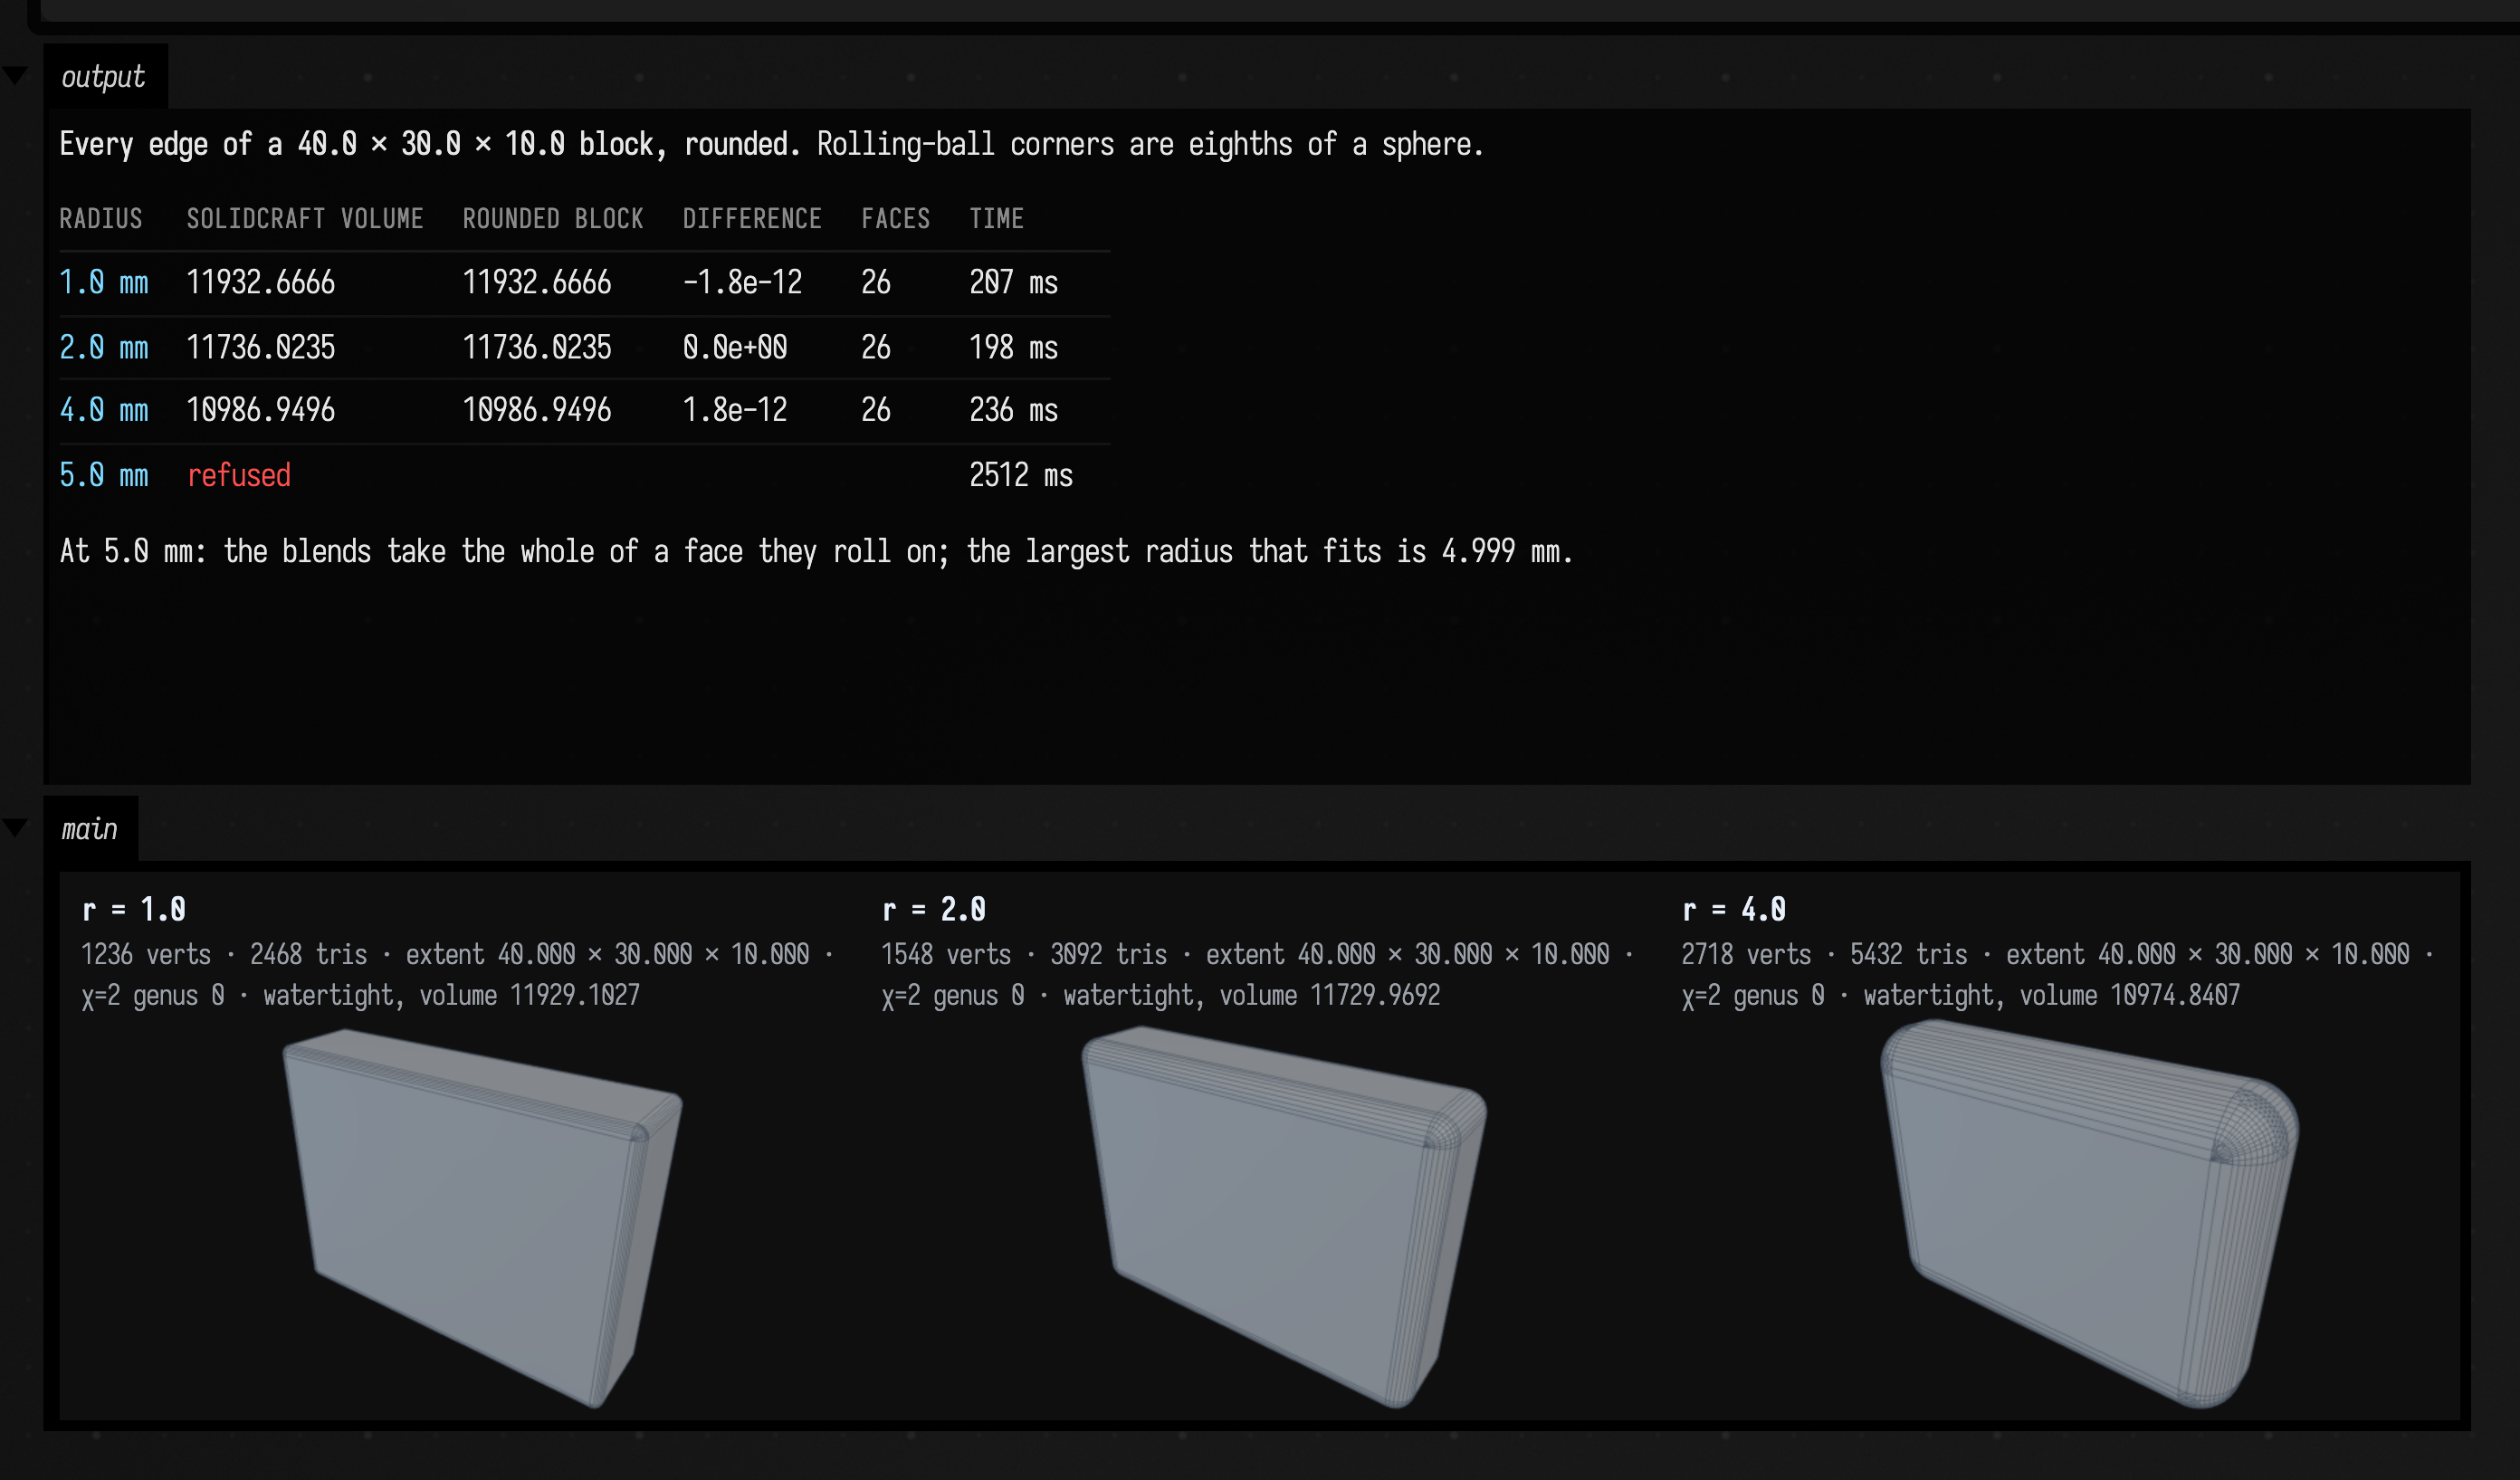 output
Every edge of a 40.0 × 30.0 × 10.0 block, rounded. Rolling-ball corners are eighths of a sphere.
RADIUS SOLIDCRAFT VOLUME ROUNDED BLOCK DIFFERENCE FACES TIME
1.0 mm 11932.6666 11932.6666 -1.8e-12 26 207 ms
2.0 mm 11736.0235 11736.0235 0.0e+00 26 198 ms
4.0 mm 10986.9496 10986.9496 1.8e-12 26 236 ms
5.0 mm refused 2512 ms
At 5.0 mm: the blends take the whole of a face they roll on; the largest radius that fits is 4.999 mm.
main
r = 1.0
1236 verts · 2468 tris · extent 40.000 × 30.000 × 10.000 ·
χ=2 genus 0 · watertight, volume 11929.1027
r = 2.0
1548 verts · 3092 tris · extent 40.000 × 30.000 × 10.000 ·
χ=2 genus 0 · watertight, volume 11729.9692
r = 4.0
2718 verts · 5432 tris · extent 40.000 × 30.000 × 10.000 ·
χ=2 genus 0 · watertight, volume 10974.8407